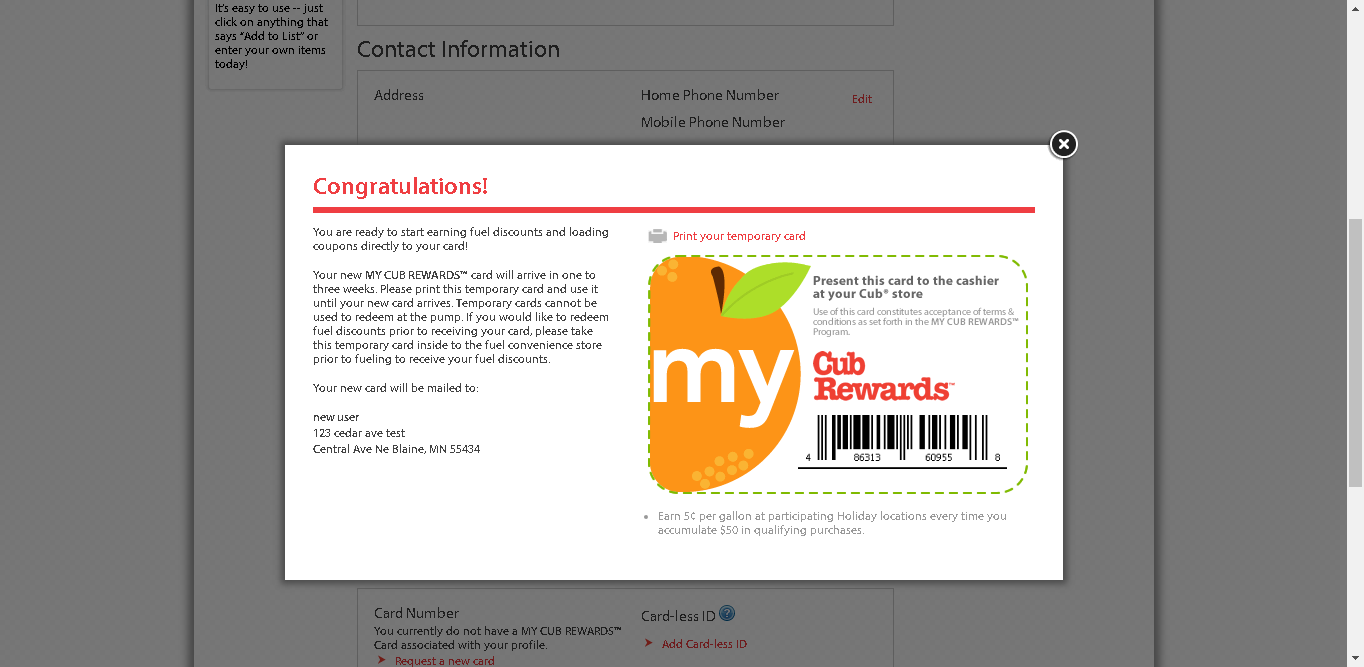 It's easy to use -- just
click on anything that
says “Add to List” or
enter your own items
today!
Contact Information
Address
Home Phone Number
Edit
Mobile Phone Number
Congratulations!
You are ready to start earning fuel discounts and loading
coupons directly to your card!
Your new MY CUB REWARDS™ card will arrive in one to
three weeks. Please print this temporary card and use it
until your new card arrives. Temporary cards cannot be
used to redeem at the pump. If you would like to redeem
fuel discounts prior to receiving your card, please take
this temporary card inside to the fuel convenience store
prior to fueling to receive your fuel discounts.
Your new card will be mailed to:
new user
123 cedar ave test
Central Ave Ne Blaine, MN 55434
Print your temporary card
my
Present this card to the cashier
at your Cub® store
Use of this card constitutes acceptance of terms &
conditions as set forth in the MY CUB REWARDS™
Program.
Cub
Rewards™
4 86313 60955 8
Earn 5¢ per gallon at participating Holiday locations every time you
accumulate $50 in qualifying purchases.
Card Number
You currently do not have a MY CUB REWARDS™
Card associated with your profile.
Request a new card
Card-less ID ?
Add Card-less ID